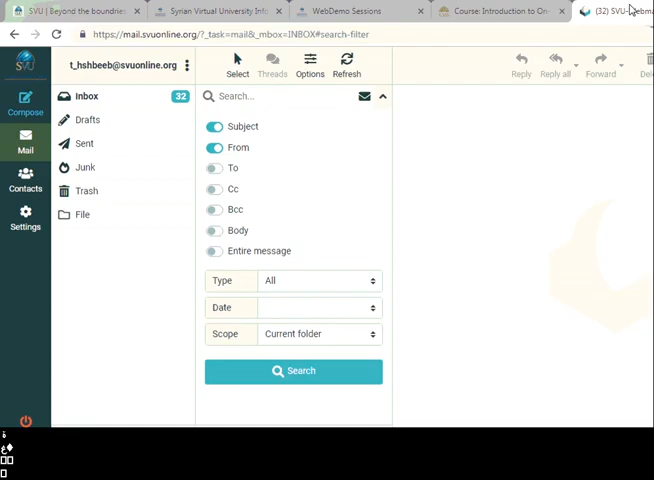 SVU | Beyond the boundries
Syrian Virtual University Info
WebDemo Sessions
Course: Introduction to On
(32) SVU-Webma
https://mail.svuonline.org/?_task=mail&_mbox=INBOX#search-filter
SVU
t_hshbeeb@svuonline.org
Select
Threads
Options
Refresh
Reply
Reply all
Forward
Dele
Compose
Mail
Contacts
Settings
Inbox 32
Drafts
Sent
Junk
Trash
File
Search...
Subject
From
To
Cc
Bcc
Body
Entire message
Type All
Date
Scope Current folder
Search